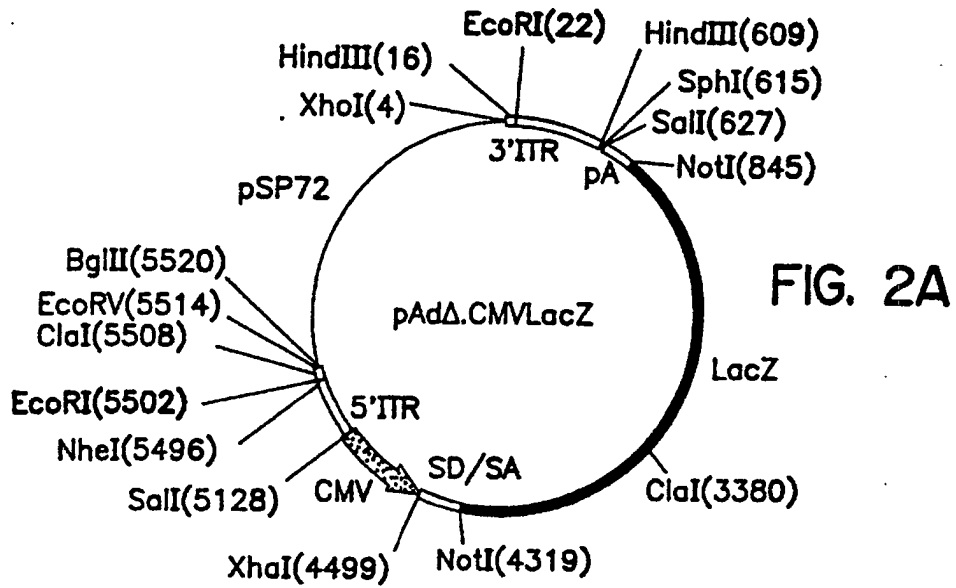 EcoRI(22)
HindIII(609)
HindIII(16)
SphI(615)
XhoI(4)
SalI(627)
3'ITR
NotI(845)
pA
pSP72
BglII(5520)
FIG. 2A
EcoRV(5514)
pAdΔ.CMVLacZ
ClaI(5508)
LacZ
EcoRI(5502)
5'ITR
NheI(5496)
SD/SA
SalI(5128)
CMV
ClaI(3380)
XhaI(4499)
NotI(4319)